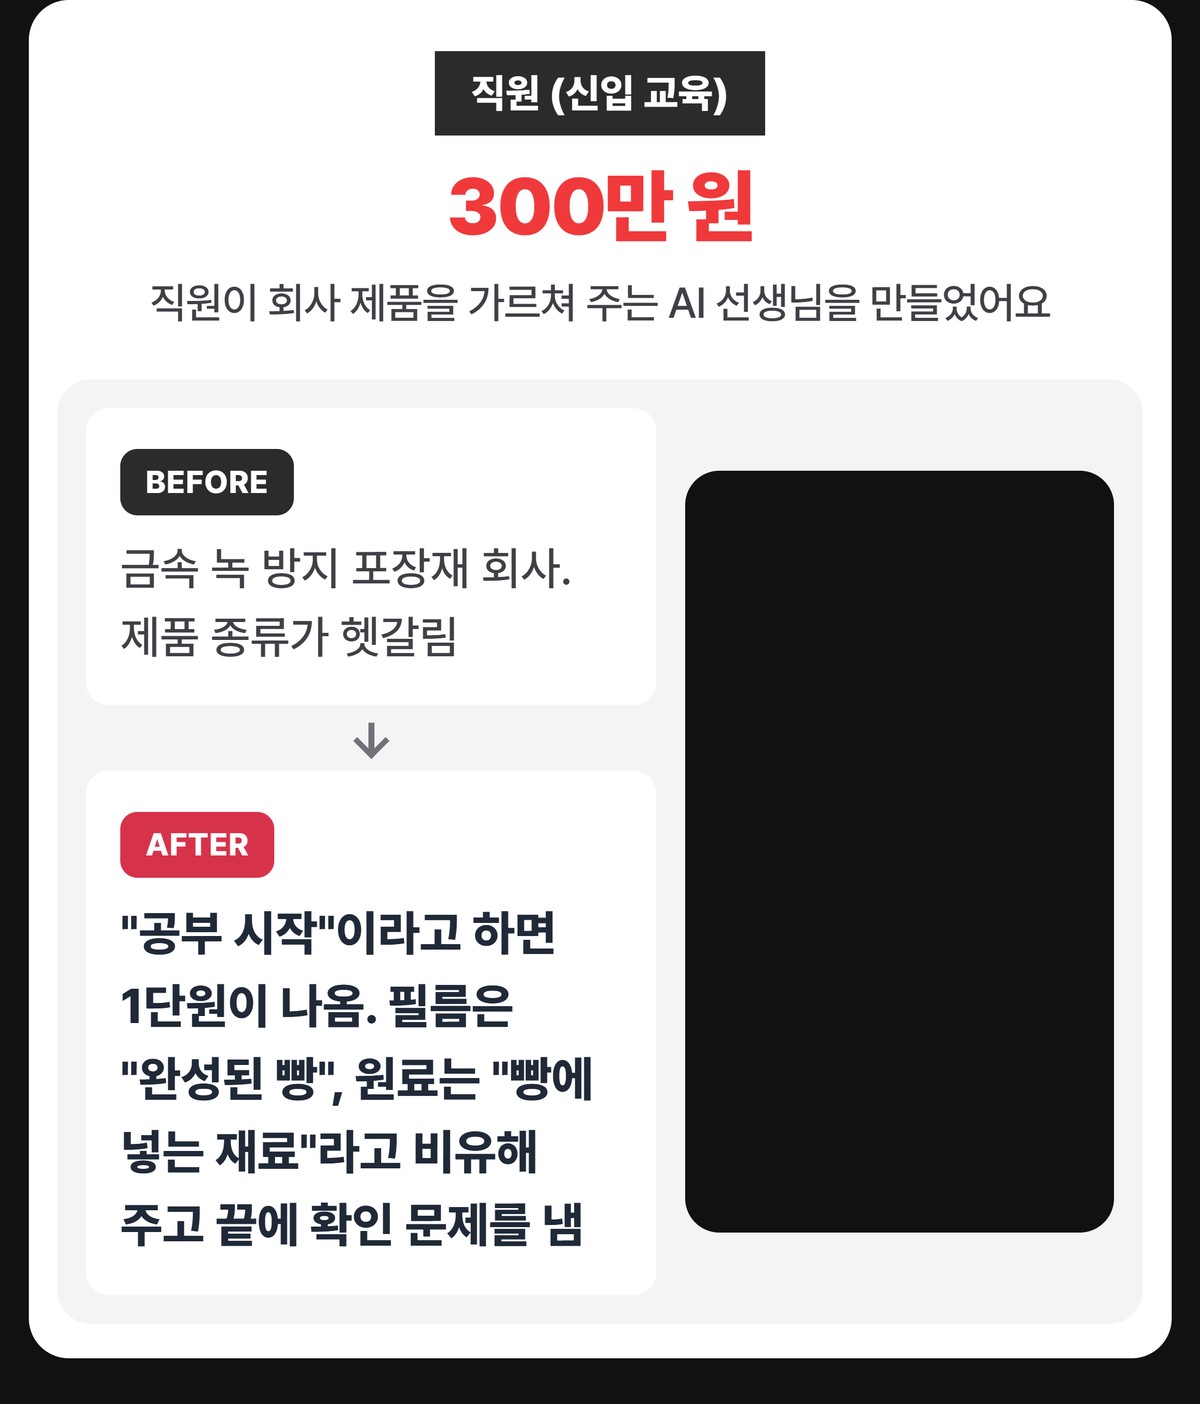 직원 (신입 교육)
300만 원
직원이 회사 제품을 가르쳐 주는 AI 선생님을 만들었어요
BEFORE
금속 녹 방지 포장재 회사.
제품 종류가 헷갈림
↓
AFTER
"공부 시작"이라고 하면
1단원이 나옴. 필름은
"완성된 빵", 원료는 "빵에
넣는 재료"라고 비유해
주고 끝에 확인 문제를 냄